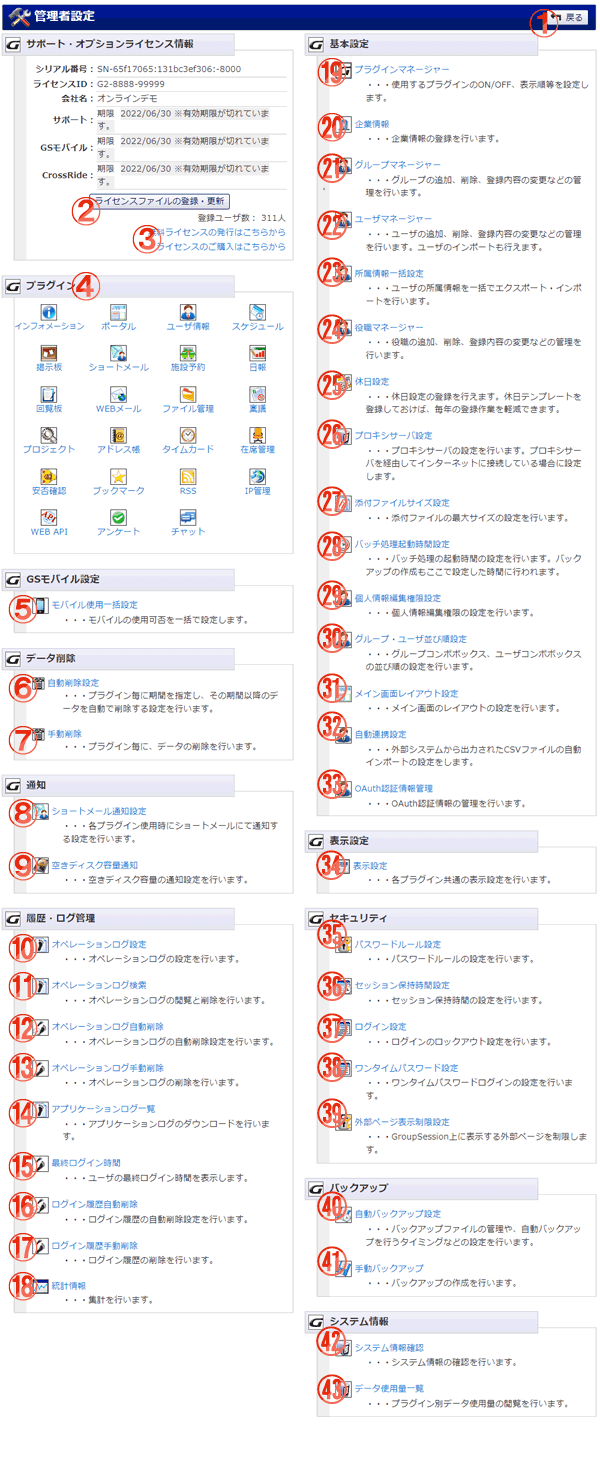 管理者設定
① 戻る
サポート・オプションライセンス情報
シリアル番号： SN-65f17065:131bc3ef306:-8000
ライセンスID： G2-8888-99999
会社名： オンラインデモ
サポート： 期限 2022/06/30 ※有効期限が切れています。
GSモバイル： 期限 2022/06/30 ※有効期限が切れています。
CrossRide： 期限 2022/06/30 ※有効期限が切れています。
② ライセンスファイルの登録・更新
登録ユーザ数： 311人
③ 料ライセンスの発行はこちらから
ライセンスのご購入はこちらから
プラグイン ④
インフォメーション ポータル ユーザ情報 スケジュール
掲示板 ショートメール 施設予約 日報
回覧板 WEBメール ファイル管理 稟議
プロジェクト アドレス帳 タイムカード 在席管理
安否確認 ブックマーク RSS IP管理
WEB API アンケート チャット
GSモバイル設定
⑤ モバイル使用一括設定
・・・モバイルの使用可否を一括で設定します。
データ削除
⑥ 自動削除設定
・・・プラグイン毎に期間を指定し、その期間以降のデ
ータを自動で削除する設定を行います。
⑦ 手動削除
・・・プラグイン毎に、データの削除を行います。
通知
⑧ ショートメール通知設定
・・・各プラグイン使用時にショートメールにて通知す
る設定を行います。
⑨ 空きディスク容量通知
・・・空きディスク容量の通知設定を行います。
履歴・ログ管理
⑩ オペレーションログ設定
・・・オペレーションログの設定を行います。
⑪ オペレーションログ検索
・・・オペレーションログの閲覧と削除を行います。
⑫ オペレーションログ自動削除
・・・オペレーションログの自動削除設定を行います。
⑬ オペレーションログ手動削除
・・・オペレーションログの削除を行います。
⑭ アプリケーションログ一覧
・・・アプリケーションログのダウンロードを行いま
す。
⑮ 最終ログイン時間
・・・ユーザの最終ログイン時間を表示します。
⑯ ログイン履歴自動削除
・・・ログイン履歴の自動削除設定を行います。
⑰ ログイン履歴手動削除
・・・ログイン履歴の削除を行います。
⑱ 統計情報
・・・集計を行います。
基本設定
⑲ プラグインマネージャー
・・・使用するプラグインのON/OFF、表示順等を設定し
ます。
⑳ 企業情報
・・・企業情報の登録を行います。
㉑ グループマネージャー
・・・グループの追加、削除、登録内容の変更などの管
理を行います。
㉒ ユーザマネージャー
・・・ユーザの追加、削除、登録内容の変更などの管理
を行います。ユーザのインポートも行えます。
㉓ 所属情報一括設定
・・・ユーザの所属情報を一括でエクスポート・インポ
ートを行います。
㉔ 役職マネージャー
・・・役職の追加、削除、登録内容の変更などの管理を
行います。
㉕ 休日設定
・・・休日設定の登録を行えます。休日テンプレートを
登録しておけば、毎年の登録作業を軽減できます。
㉖ プロキシサーバ設定
・・・プロキシサーバの設定を行います。プロキシサー
バを経由してインターネットに接続している場合に設定
します。
㉗ 添付ファイルサイズ設定
・・・添付ファイルの最大サイズの設定を行います。
㉘ バッチ処理起動時間設定
・・・バッチ処理の起動時間の設定を行います。バック
アップの作成もここで設定した時間に行われます。
㉙ 個人情報編集権限設定
・・・個人情報編集権限の設定を行います。
㉚ グループ・ユーザ並び順設定
・・・グループコンボボックス、ユーザコンボボックス
の並び順の設定を行います。
㉛ メイン画面レイアウト設定
・・・メイン画面のレイアウトの設定を行います。
㉜ 自動連携設定
・・・外部システムから出力されたCSVファイルの自動
インポートの設定をします。
㉝ OAuth認証情報管理
・・・OAuth認証情報の管理を行います。
表示設定
㉞ 表示設定
・・・各プラグイン共通の表示設定を行います。
セキュリティ
㉟ パスワードルール設定
・・・パスワードルールの設定を行います。
㊱ セッション保持時間設定
・・・セッション保持時間の設定を行います。
㊲ ログイン設定
・・・ログインのロックアウト設定を行います。
㊳ ワンタイムパスワード設定
・・・ワンタイムパスワードログインの設定を行いま
す。
㊴ 外部ページ表示制限設定
・・・GroupSession上に表示する外部ページを制限しま
す。
バックアップ
㊵ 自動バックアップ設定
・・・バックアップファイルの管理や、自動バックアッ
プを行うタイミングなどの設定を行います。
㊶ 手動バックアップ
・・・バックアップの作成を行います。
システム情報
㊷ システム情報確認
・・・システム情報の確認を行います。
㊸ データ使用量一覧
・・・プラグイン別データ使用量の閲覧を行います。